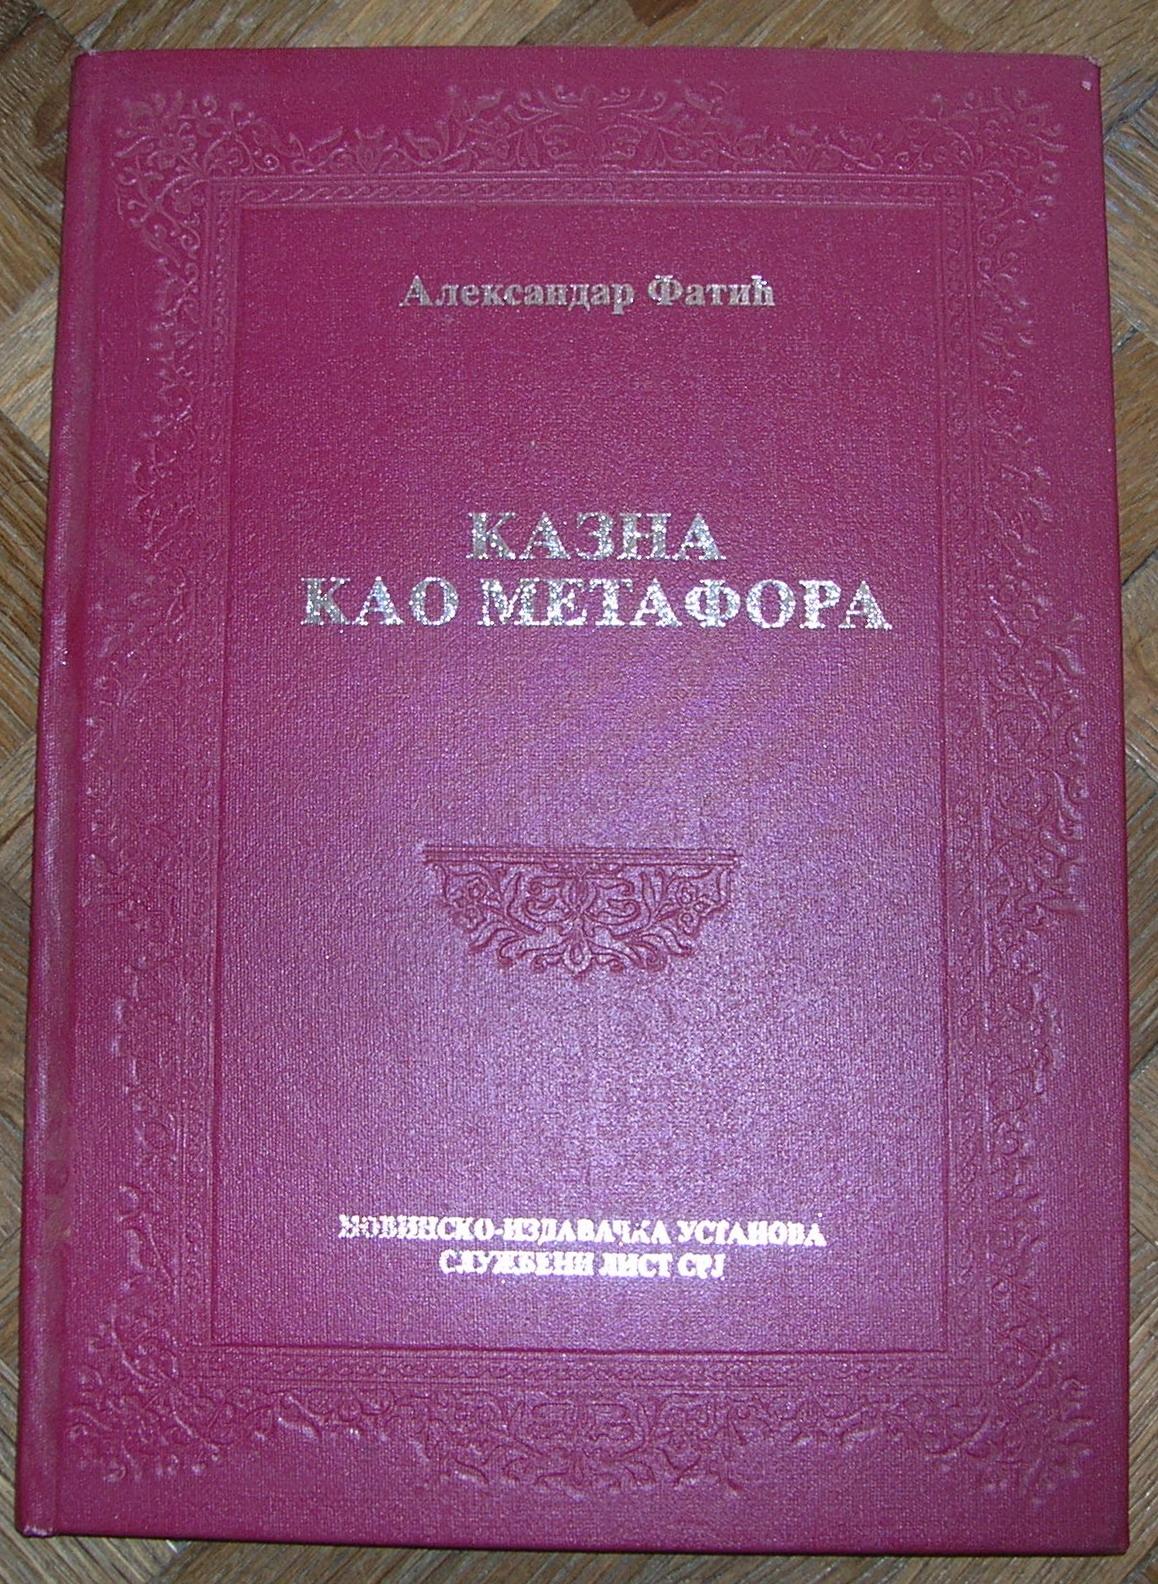 Александар Фатић
КАЗНА
КАО МЕТАФОРА
НОВИНСКО-ИЗДАВАЧКА УСТАНОВА
СЛУЖБЕНИ ЛИСТ СРЈ